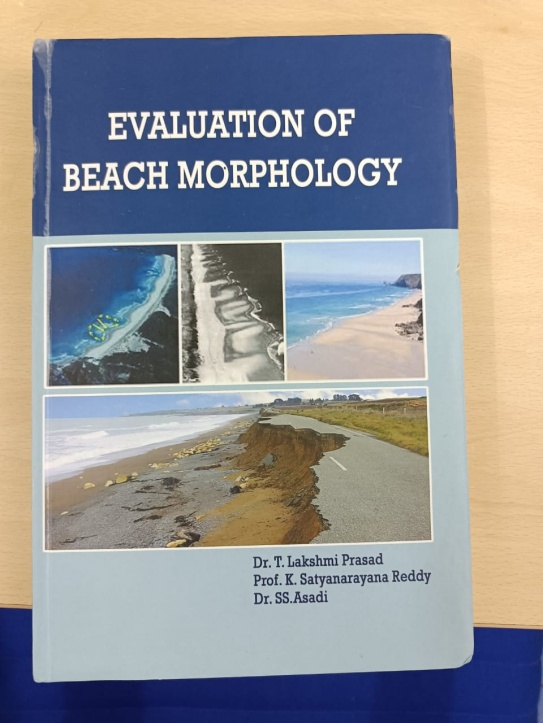 EVALUATION OF
BEACH MORPHOLOGY
Dr. T. Lakshmi Prasad
Prof. K. Satyanarayana Reddy
Dr. SS.Asadi